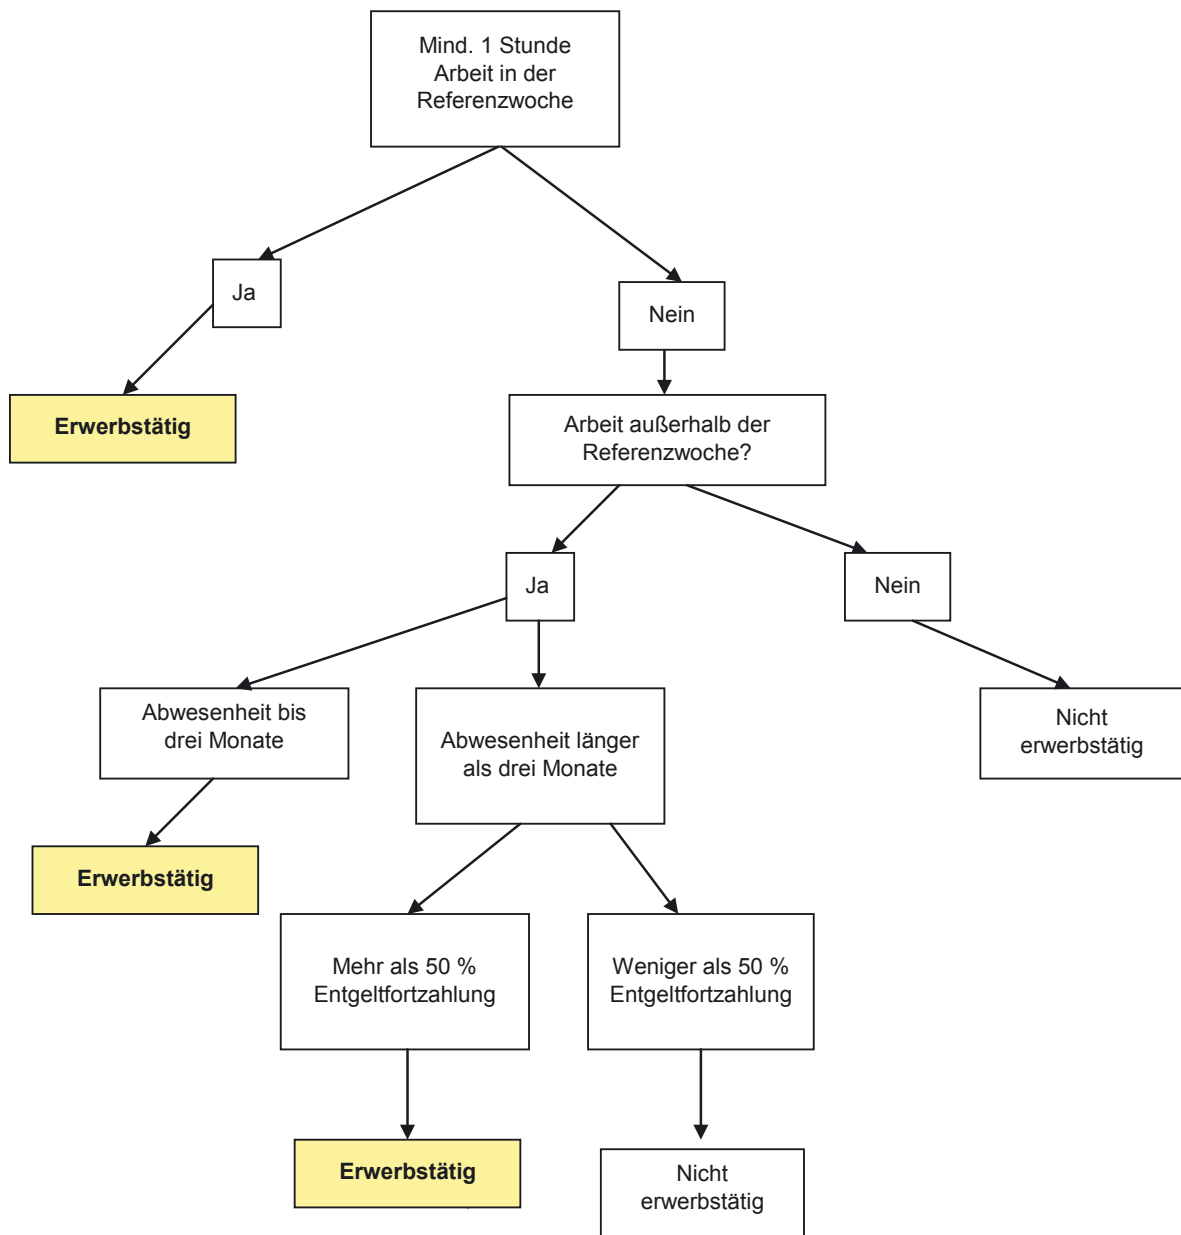 Mind. 1 Stunde
Arbeit in der
Referenzwoche
Ja
Nein
Erwerbstätig
Arbeit außerhalb der
Referenzwoche?
Ja
Nein
Abwesenheit bis
drei Monate
Abwesenheit länger
als drei Monate
Nicht
erwerbstätig
Erwerbstätig
Mehr als 50 %
Entgeltfortzahlung
Weniger als 50 %
Entgeltfortzahlung
Erwerbstätig
Nicht
erwerbstätig